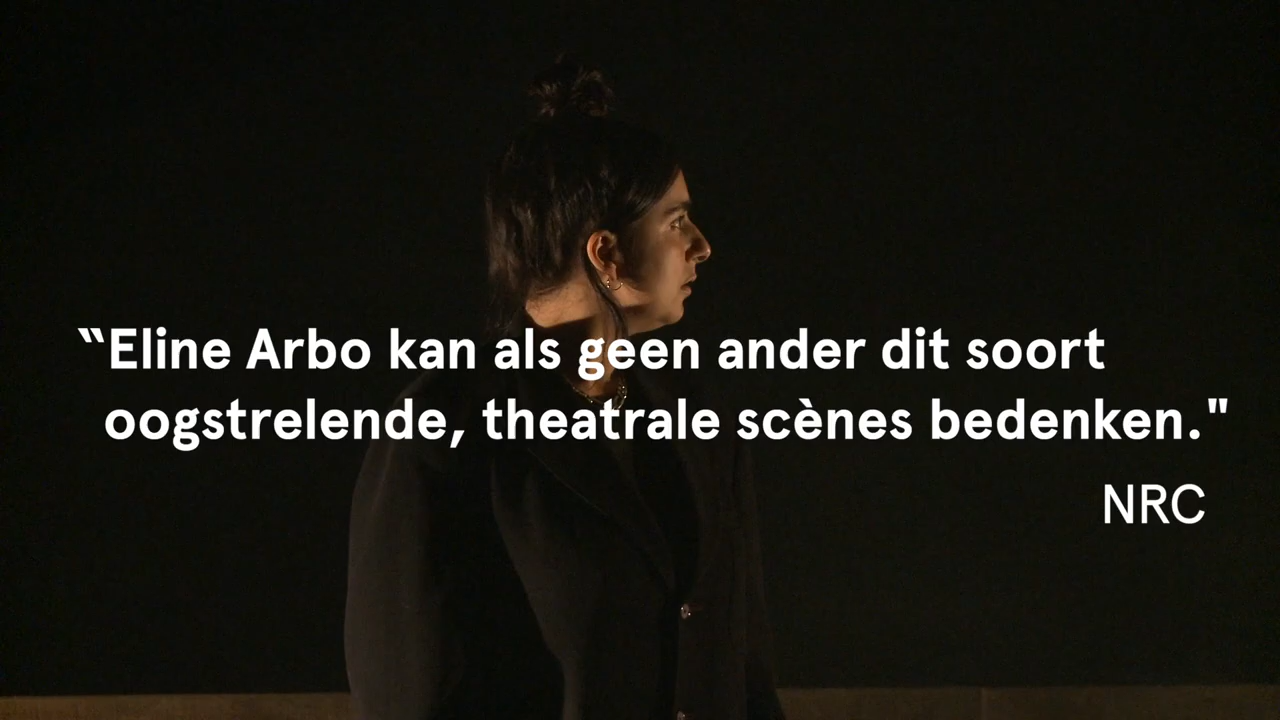 “Eline Arbo kan als geen ander dit soort
oogstrelende, theatrale scènes bedenken."
NRC